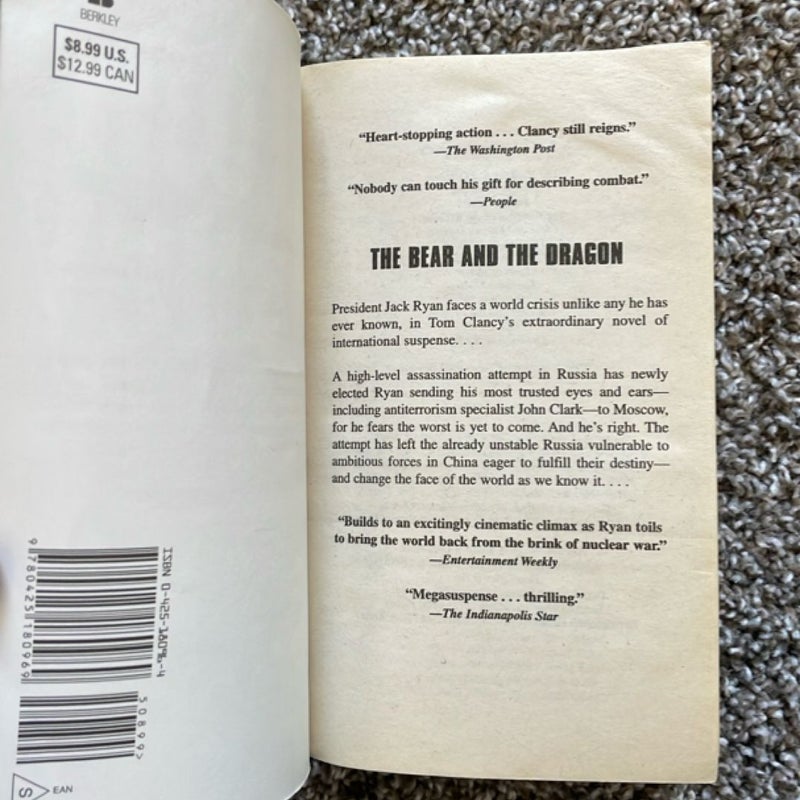 BERKLEY
$8.99 U.S.
$12.99 CAN
ISBN 0-425-18096-4
9 780425 180969
50899>
S
EAN
“Heart-stopping action . . . Clancy still reigns.”
—The Washington Post
“Nobody can touch his gift for describing combat.”
—People
THE BEAR AND THE DRAGON
President Jack Ryan faces a world crisis unlike any he has
ever known, in Tom Clancy’s extraordinary novel of
international suspense. . . .
A high-level assassination attempt in Russia has newly
elected Ryan sending his most trusted eyes and ears—
including antiterrorism specialist John Clark—to Moscow,
for he fears the worst is yet to come. And he’s right. The
attempt has left the already unstable Russia vulnerable to
ambitious forces in China eager to fulfill their destiny—
and change the face of the world as we know it. . . .
“Builds to an excitingly cinematic climax as Ryan toils
to bring the world back from the brink of nuclear war.”
—Entertainment Weekly
“Megasuspense . . . thrilling.”
—The Indianapolis Star